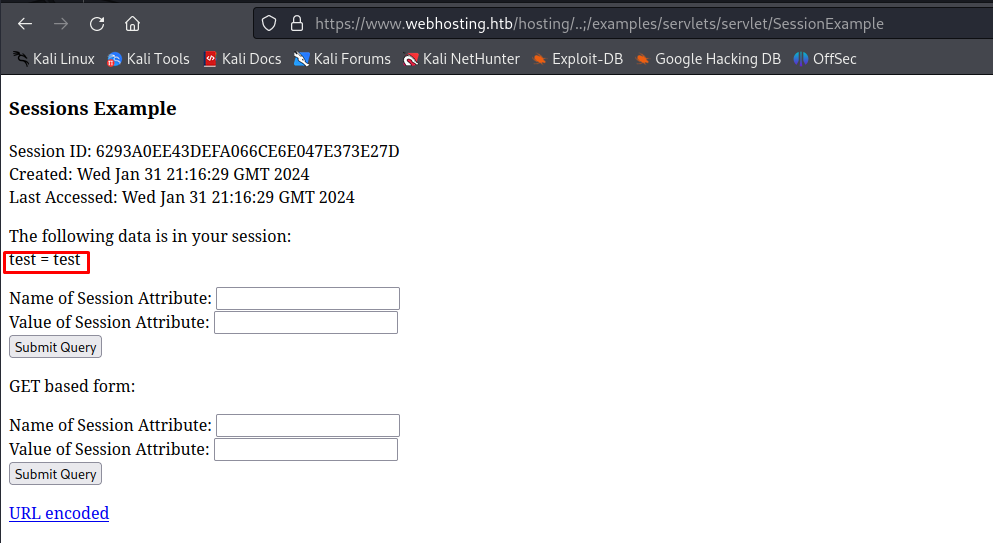 https://www.webhosting.htb/hosting/..;/examples/servlets/servlet/SessionExample
Kali Linux Kali Tools Kali Docs Kali Forums Kali NetHunter Exploit-DB Google Hacking DB OffSec
Sessions Example
Session ID: 6293A0EE43DEFA066CE6E047E373E27D
Created: Wed Jan 31 21:16:29 GMT 2024
Last Accessed: Wed Jan 31 21:16:29 GMT 2024
The following data is in your session:
test = test
Name of Session Attribute:
Value of Session Attribute:
Submit Query
GET based form:
Name of Session Attribute:
Value of Session Attribute:
Submit Query
URL encoded